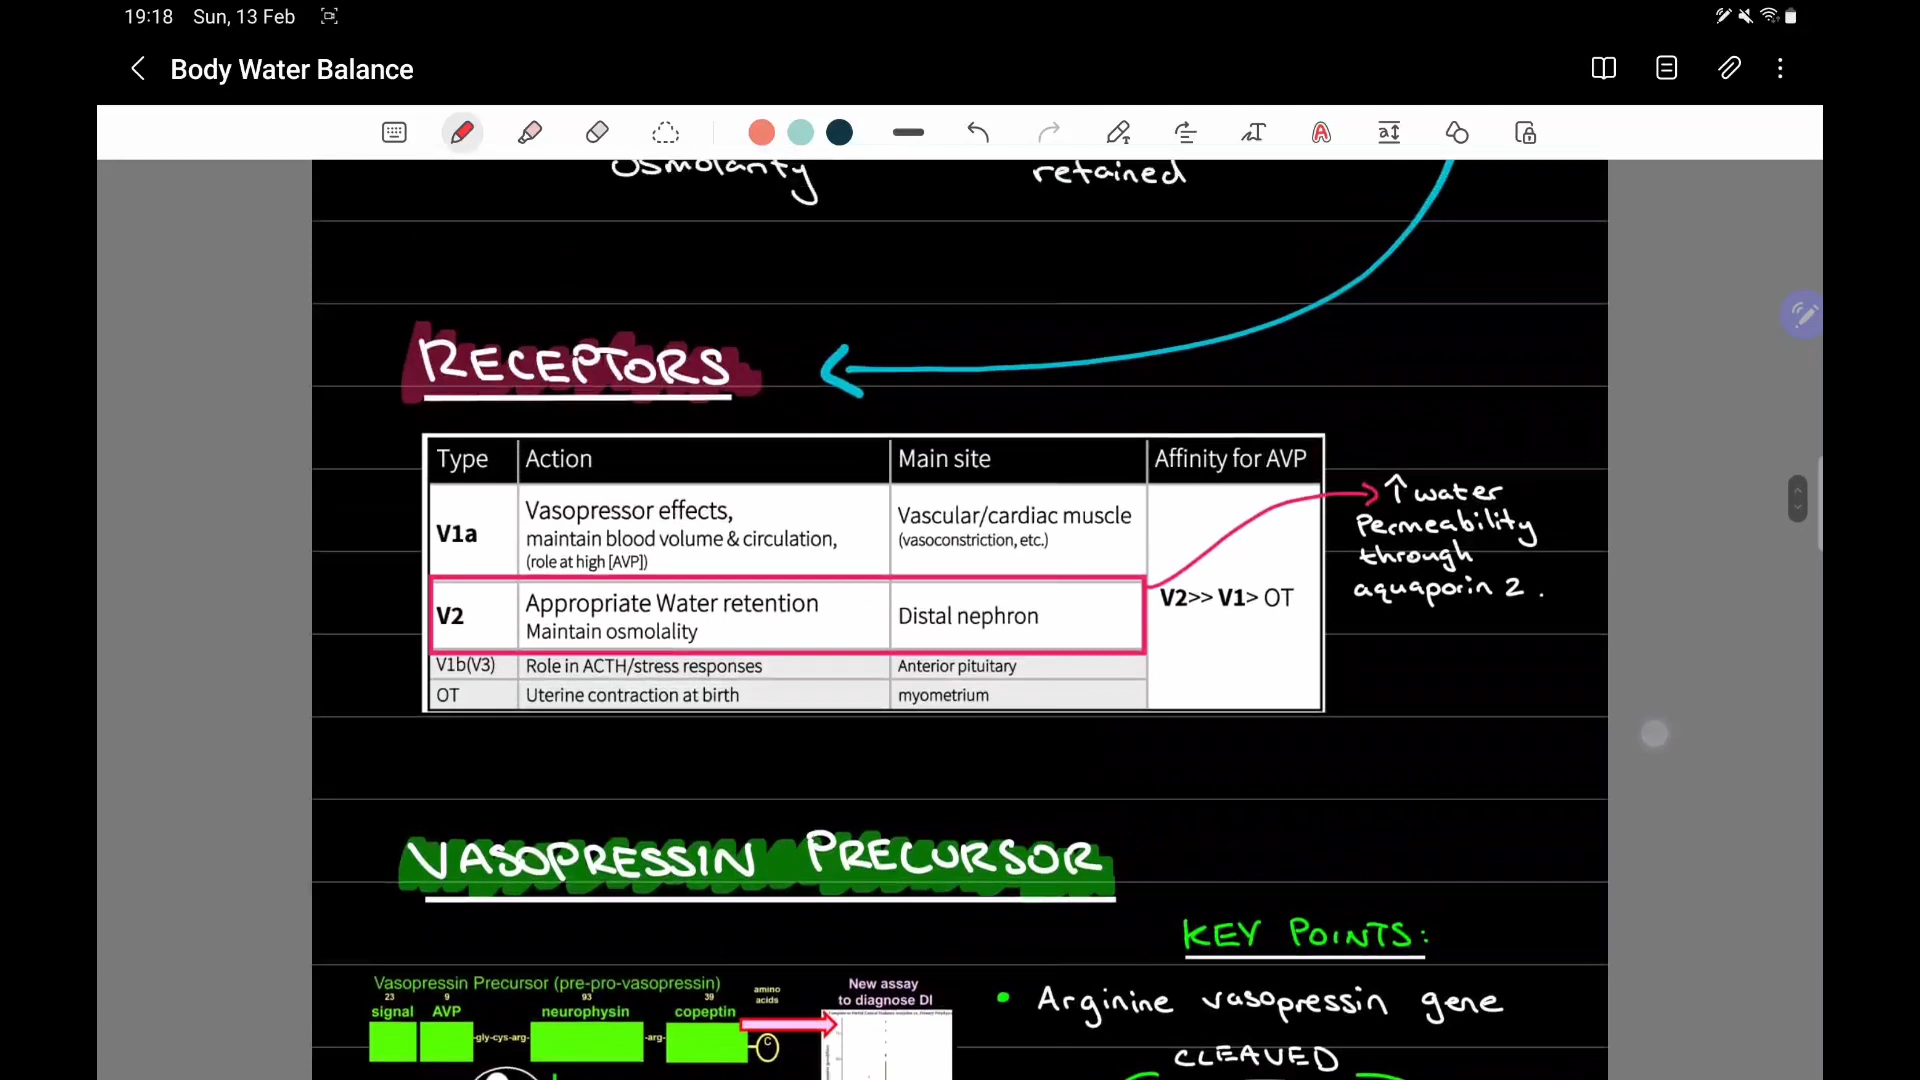 19:18 Sun, 13 Feb
Body Water Balance
Osmolarity
retained
RECEPTORS
Type Action Main site Affinity for AVP
V1a
Vasopressor effects,
maintain blood volume & circulation,
(role at high [AVP])
Vascular/cardiac muscle
(vasoconstriction, etc.)
↑ water
permeability
through
aquaporin 2.
V2
Appropriate Water retention
Maintain osmolality
Distal nephron
V2>> V1> OT
V1b(V3) Role in ACTH/stress responses Anterior pituitary
OT Uterine contraction at birth myometrium
VASOPRESSIN PRECURSOR
KEY POINTS:
Vasopressin Precursor (pre-pro-vasopressin)
23 9 93 39 amino
acids
signal AVP neurophysin copeptin
-gly-cys-arg- -arg- C
New assay
to diagnose DI
• Arginine vasopressin gene
CLEAVED